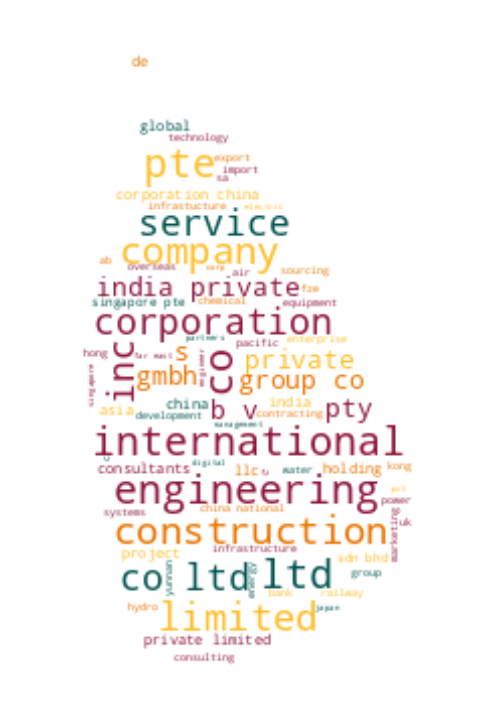 de
global
technology
pte export
import
sa
corporation china
infrastucture electric
service
company
ab overseas corp air sourcing
india private fze
singapore pte chemical equipment
corporation
partners enterprise
hong far east s pacific
singapore inc gmbh engineer co private
group co
asia china b v india pty
development contracting
management
international
consultants digital llc water holding kong
engineering pvt
power
systems china national
construction uk
marketing
project infrastructure sdn bhd
co ltd yunnan energy ltd group
bank railway
hydro limited japan
private limited
consulting